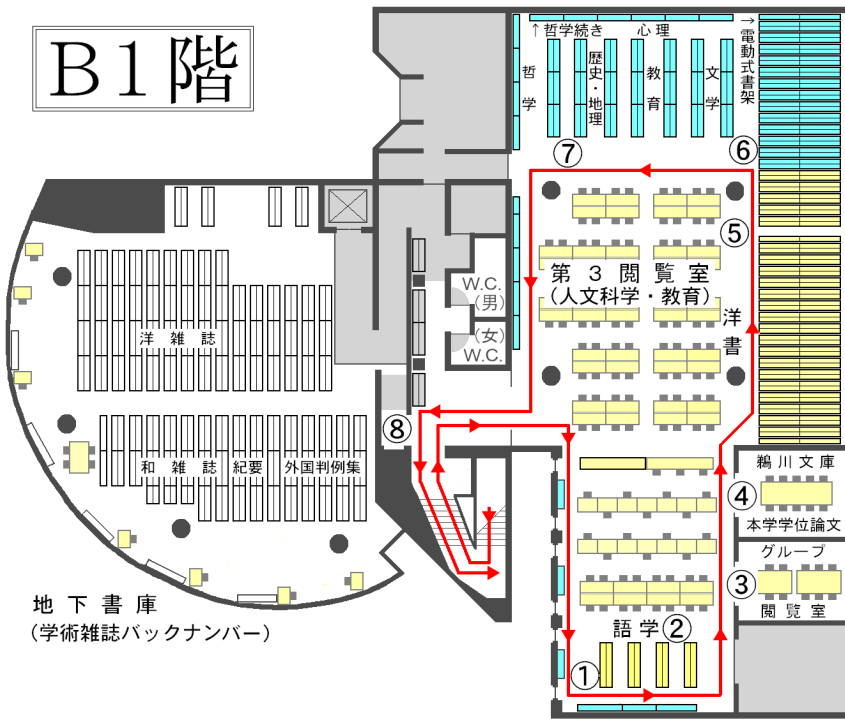 B1階
↑哲学続き
心理
→電動式書架
哲学
歴史・地理
教育
文学
⑦
⑥
⑤
第3閲覧室
(人文科学・教育)
洋書
W.C.
(男)
(女)
W.C.
洋雑誌
⑧
和雑誌
紀要
外国判例集
鵜川文庫
④
本学学位論文
グループ
③
閲覧室
語学②
①
地下書庫
(学術雑誌バックナンバー)